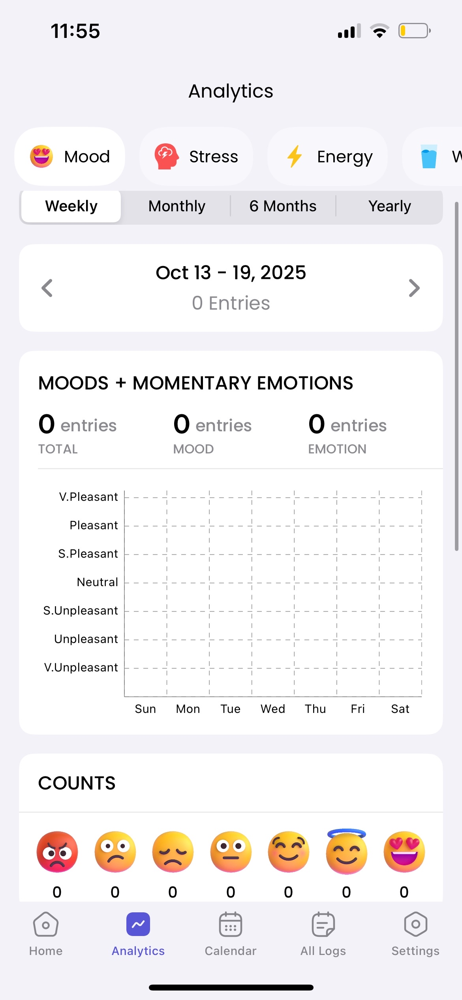 11:55
Analytics
Mood Stress Energy W
Weekly Monthly 6 Months Yearly
Oct 13 - 19, 2025
0 Entries
MOODS + MOMENTARY EMOTIONS
0 entries 0 entries 0 entries
TOTAL MOOD EMOTION
V.Pleasant
Pleasant
S.Pleasant
Neutral
S.Unpleasant
Unpleasant
V.Unpleasant
Sun Mon Tue Wed Thu Fri Sat
COUNTS
0 0 0 0 0 0 0
Home Analytics Calendar All Logs Settings